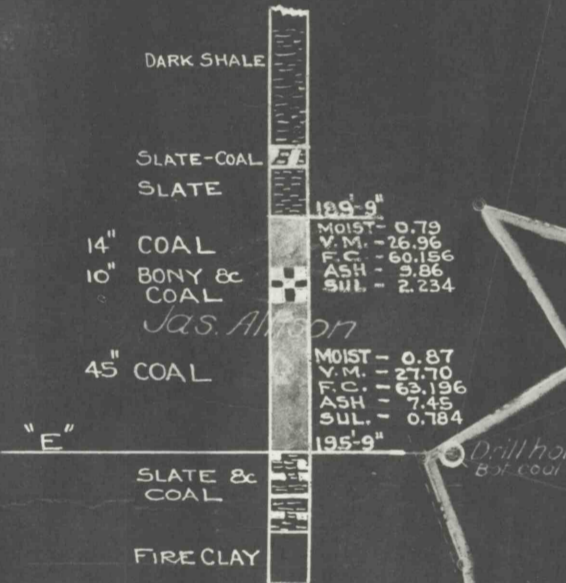 DARK SHALE
SLATE-COAL
SLATE
189'-9"
MOIST- 0.79
V.M. -26.96
F.C. -60.156
ASH - 9.86
SUL - 2.234
14" COAL
10" BONY &
COAL
Jas. Allison
45" COAL
MOIST - 0.87
V.M. - 27.70
F.C. - 63.196
ASH - 7.45
SUL. - 0.784
195'-9"
"E"
Drill ho
Bot coal
SLATE &
COAL
FIRE CLAY